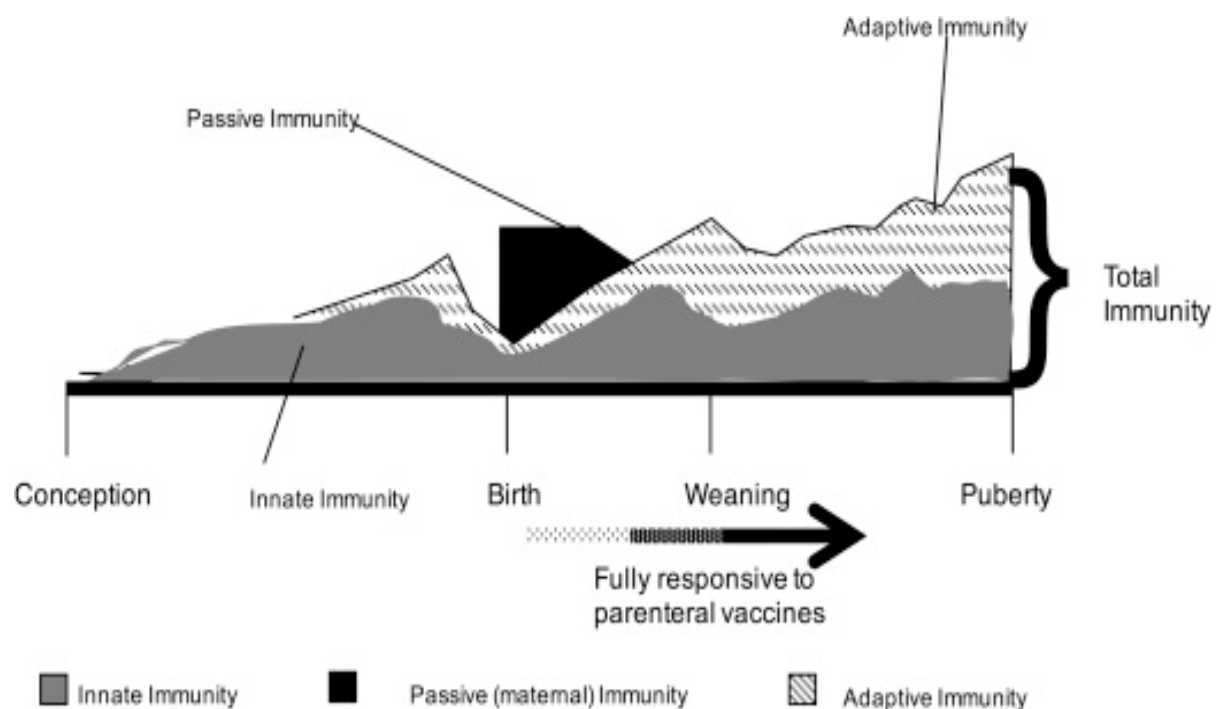 Adaptive Immunity
Passive Immunity
Total
Immunity
Conception
Innate Immunity
Birth
Weaning
Puberty
Fully responsive to
parenteral vaccines
Innate Immunity
Passive (maternal) Immunity
Adaptive Immunity